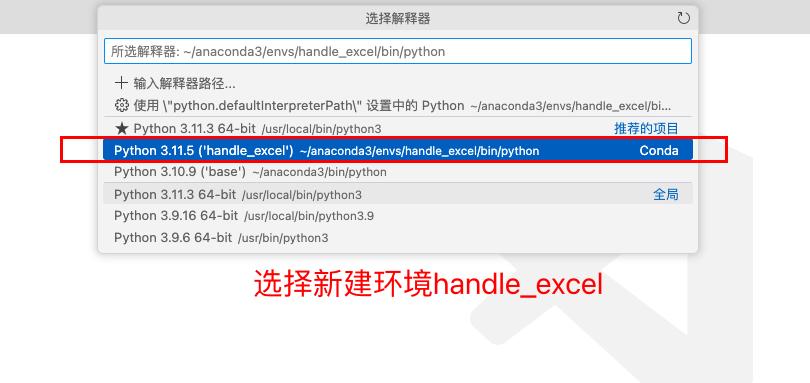 选择解释器
所选解释器: ~/anaconda3/envs/handle_excel/bin/python
输入解释器路径...
使用 \"python.defaultInterpreterPath\" 设置中的 Python ~/anaconda3/envs/handle_excel/bi...
Python 3.11.3 64-bit /usr/local/bin/python3 推荐的项目
Python 3.11.5 ('handle_excel') ~/anaconda3/envs/handle_excel/bin/python Conda
Python 3.10.9 ('base') ~/anaconda3/bin/python
Python 3.11.3 64-bit /usr/local/bin/python3 全局
Python 3.9.16 64-bit /usr/local/bin/python3.9
Python 3.9.6 64-bit /usr/bin/python3
选择新建环境handle_excel